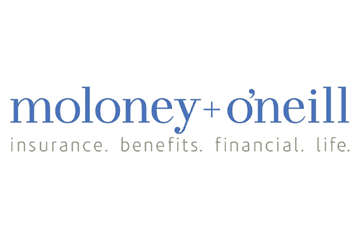 moloney+o'neill
insurance. benefits. financial. life.